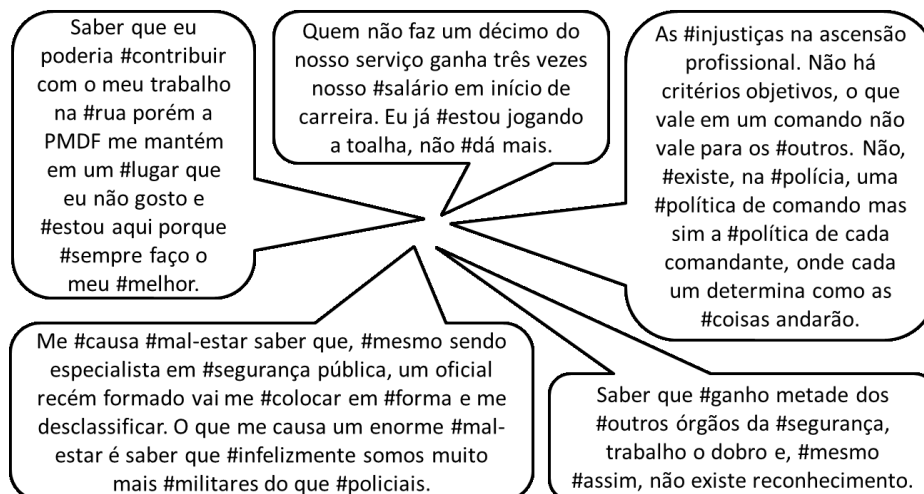 Saber que eu
poderia #contribuir
com o meu trabalho
na #rua porém a
PMDF me mantém
em um #lugar que
eu não gosto e
#estou aqui porque
#sempre faço o
meu #melhor.
Quem não faz um décimo do
nosso serviço ganha três vezes
nosso #salário em início de
carreira. Eu já #estou jogando
a toalha, não #dá mais.
As #injustiças na ascensão
profissional. Não há
critérios objetivos, o que
vale em um comando não
vale para os #outros. Não,
#existe, na #polícia, uma
#política de comando mas
sim a #política de cada
comandante, onde cada
um determina como as
#coisas andarão.
Me #causa #mal-estar saber que, #mesmo sendo
especialista em #segurança pública, um oficial
recém formado vai me #colocar em #forma e me
desclassificar. O que me causa um enorme #mal-
estar é saber que #infelizmente somos muito
mais #militares do que #policiais.
Saber que #ganho metade dos
#outros órgãos da #segurança,
trabalho o dobro e, #mesmo
#assim, não existe reconhecimento.